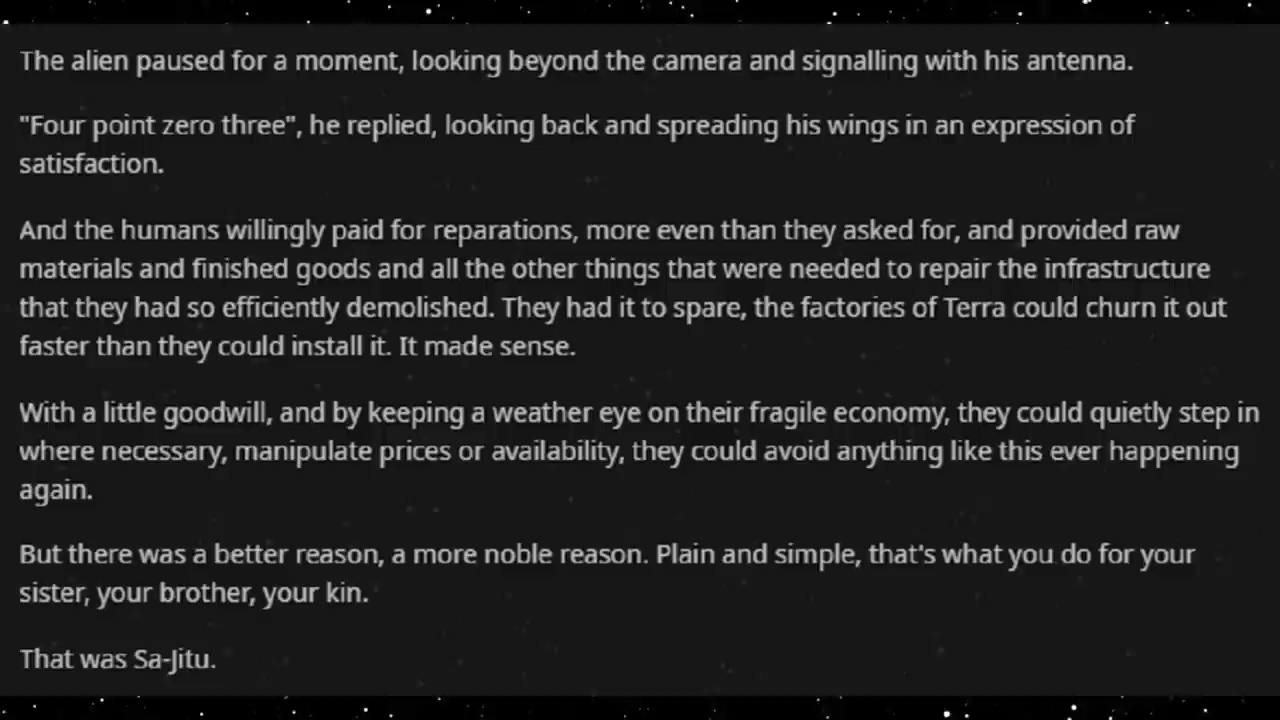 The alien paused for a moment, looking beyond the camera and signalling with his antenna.
"Four point zero three", he replied, looking back and spreading his wings in an expression of
satisfaction.
And the humans willingly paid for reparations, more even than they asked for, and provided raw
materials and finished goods and all the other things that were needed to repair the infrastructure
that they had so efficiently demolished. They had it to spare, the factories of Terra could churn it out
faster than they could install it. It made sense.
With a little goodwill, and by keeping a weather eye on their fragile economy, they could quietly step in
where necessary, manipulate prices or availability, they could avoid anything like this ever happening
again.
But there was a better reason, a more noble reason. Plain and simple, that's what you do for your
sister, your brother, your kin.
That was Sa-Jitu.